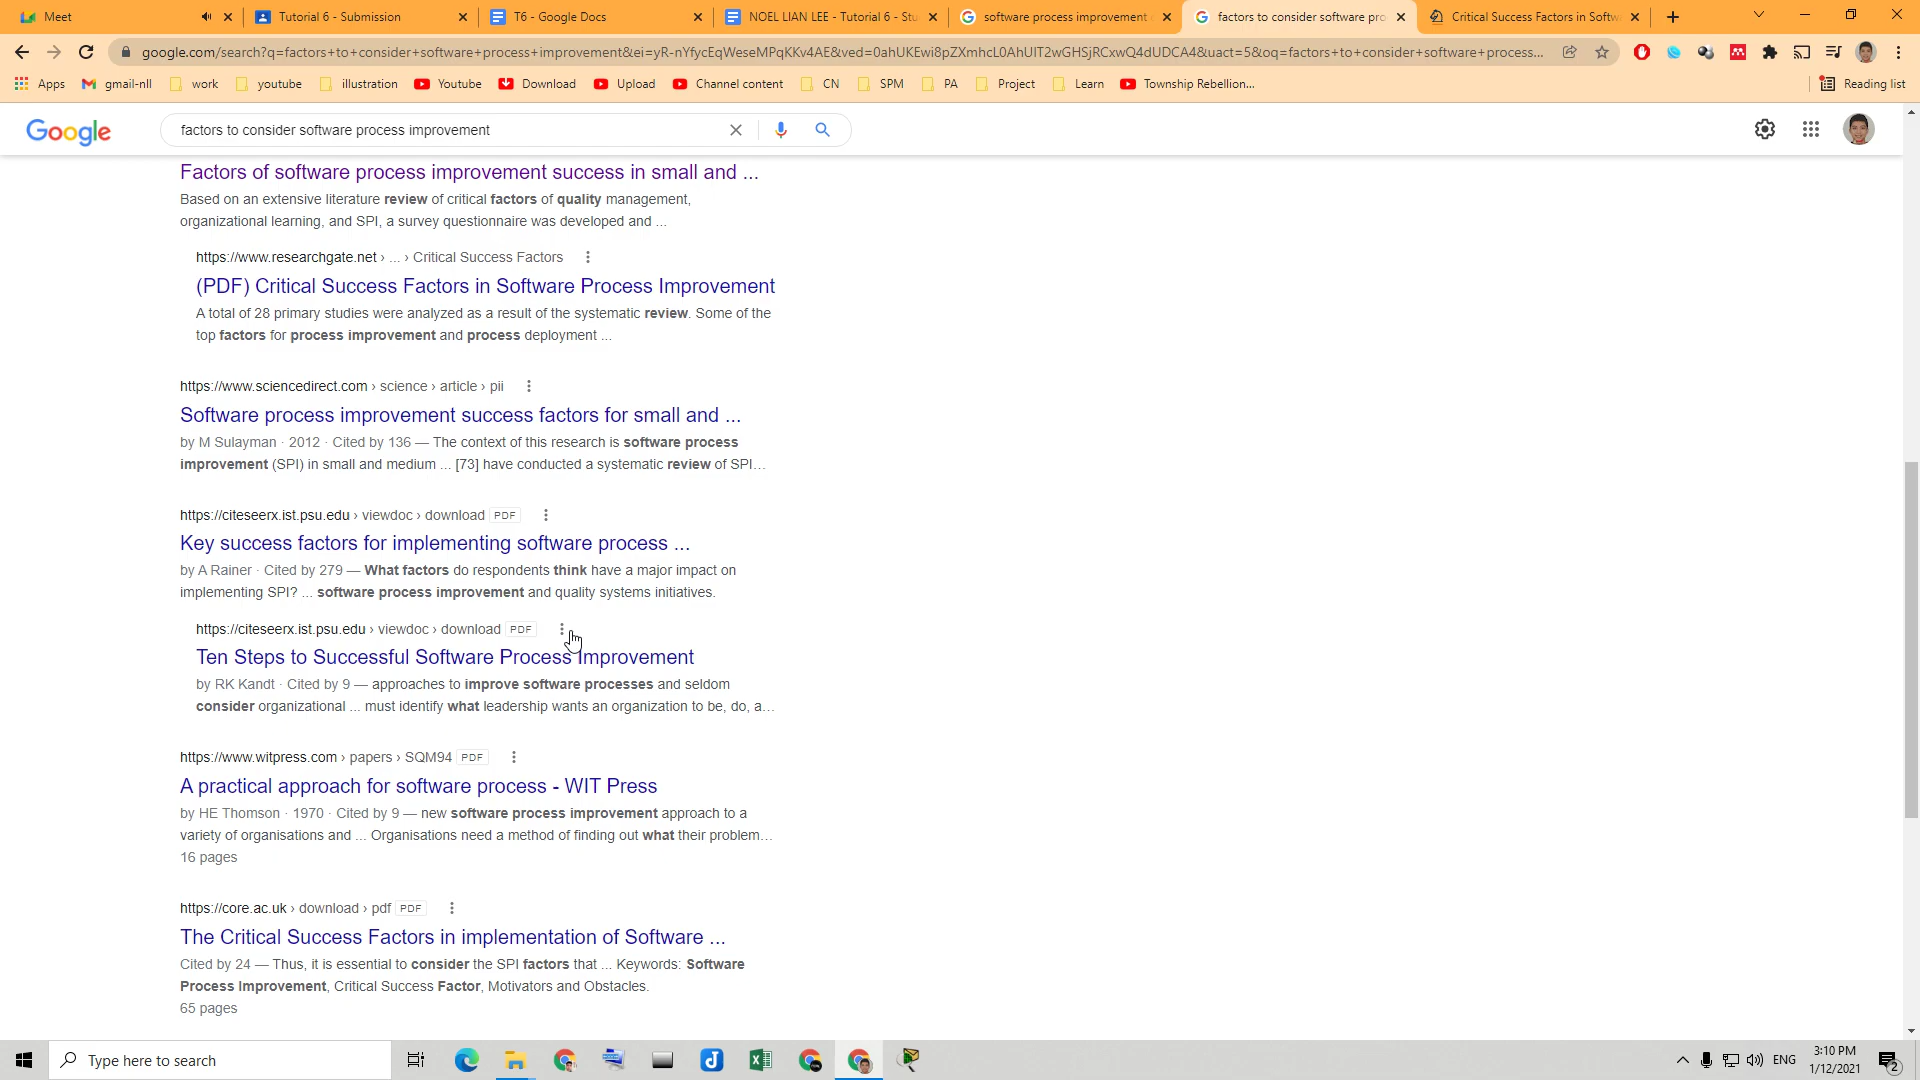 Meet
Tutorial 6 - Submission
T6 - Google Docs
NOEL LIAN LEE - Tutorial 6 - Stu
software process improvement
factors to consider software pro
Critical Success Factors in Softw
google.com/search?q=factors+to+consider+software+process+improvement&ei=yR-nYfycEqWeseMPqKKv4AE&ved=0ahUKEwi8pZXmhcL0AhUIT2wGHSjRCxwQ4dUDCA4&uact=5&oq=factors+to+consider+software+process...
Apps
gmail-nll
work
youtube
illustration
Youtube
Download
Upload
Channel content
CN
SPM
PA
Project
Learn
Township Rebellion...
Reading list
Google
factors to consider software process improvement
Factors of software process improvement success in small and ...
Based on an extensive literature review of critical factors of quality management,
organizational learning, and SPI, a survey questionnaire was developed and ...
https://www.researchgate.net › ... › Critical Success Factors
(PDF) Critical Success Factors in Software Process Improvement
A total of 28 primary studies were analyzed as a result of the systematic review. Some of the
top factors for process improvement and process deployment ...
https://www.sciencedirect.com › science › article › pii
Software process improvement success factors for small and ...
by M Sulayman · 2012 · Cited by 136 — The context of this research is software process
improvement (SPI) in small and medium ... [73] have conducted a systematic review of SPI...
https://citeseerx.ist.psu.edu › viewdoc › download PDF
Key success factors for implementing software process ...
by A Rainer · Cited by 279 — What factors do respondents think have a major impact on
implementing SPI? ... software process improvement and quality systems initiatives.
https://citeseerx.ist.psu.edu › viewdoc › download PDF
Ten Steps to Successful Software Process Improvement
by RK Kandt · Cited by 9 — approaches to improve software processes and seldom
consider organizational ... must identify what leadership wants an organization to be, do, a...
https://www.witpress.com › papers › SQM94 PDF
A practical approach for software process - WIT Press
by HE Thomson · 1970 · Cited by 9 — new software process improvement approach to a
variety of organisations and ... Organisations need a method of finding out what their problem...
16 pages
https://core.ac.uk › download › pdf PDF
The Critical Success Factors in implementation of Software ...
Cited by 24 — Thus, it is essential to consider the SPI factors that ... Keywords: Software
Process Improvement, Critical Success Factor, Motivators and Obstacles.
65 pages
Type here to search
ENG
3:10 PM
1/12/2021
2